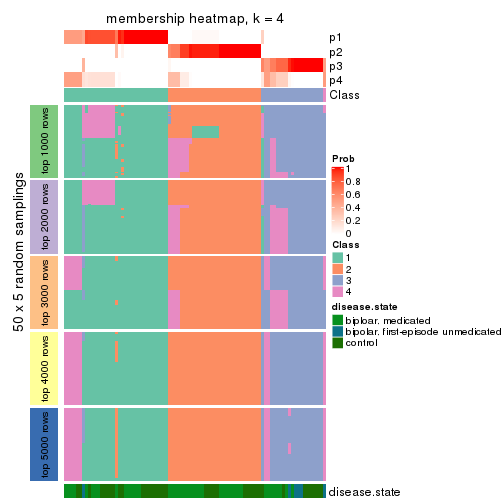 membership heatmap, k = 4
p1
p2
p3
p4
Class
50 x 5 random samplings
top 1000 rows
top 2000 rows
top 3000 rows
top 4000 rows
top 5000 rows
Prob
1
0.8
0.6
0.4
0.2
0
Class
1
2
3
4
disease.state
biploar. medicated
bipolar. first-episode unmedicated
control
disease.state